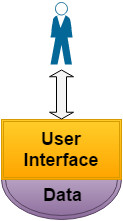 User
Interface
Data